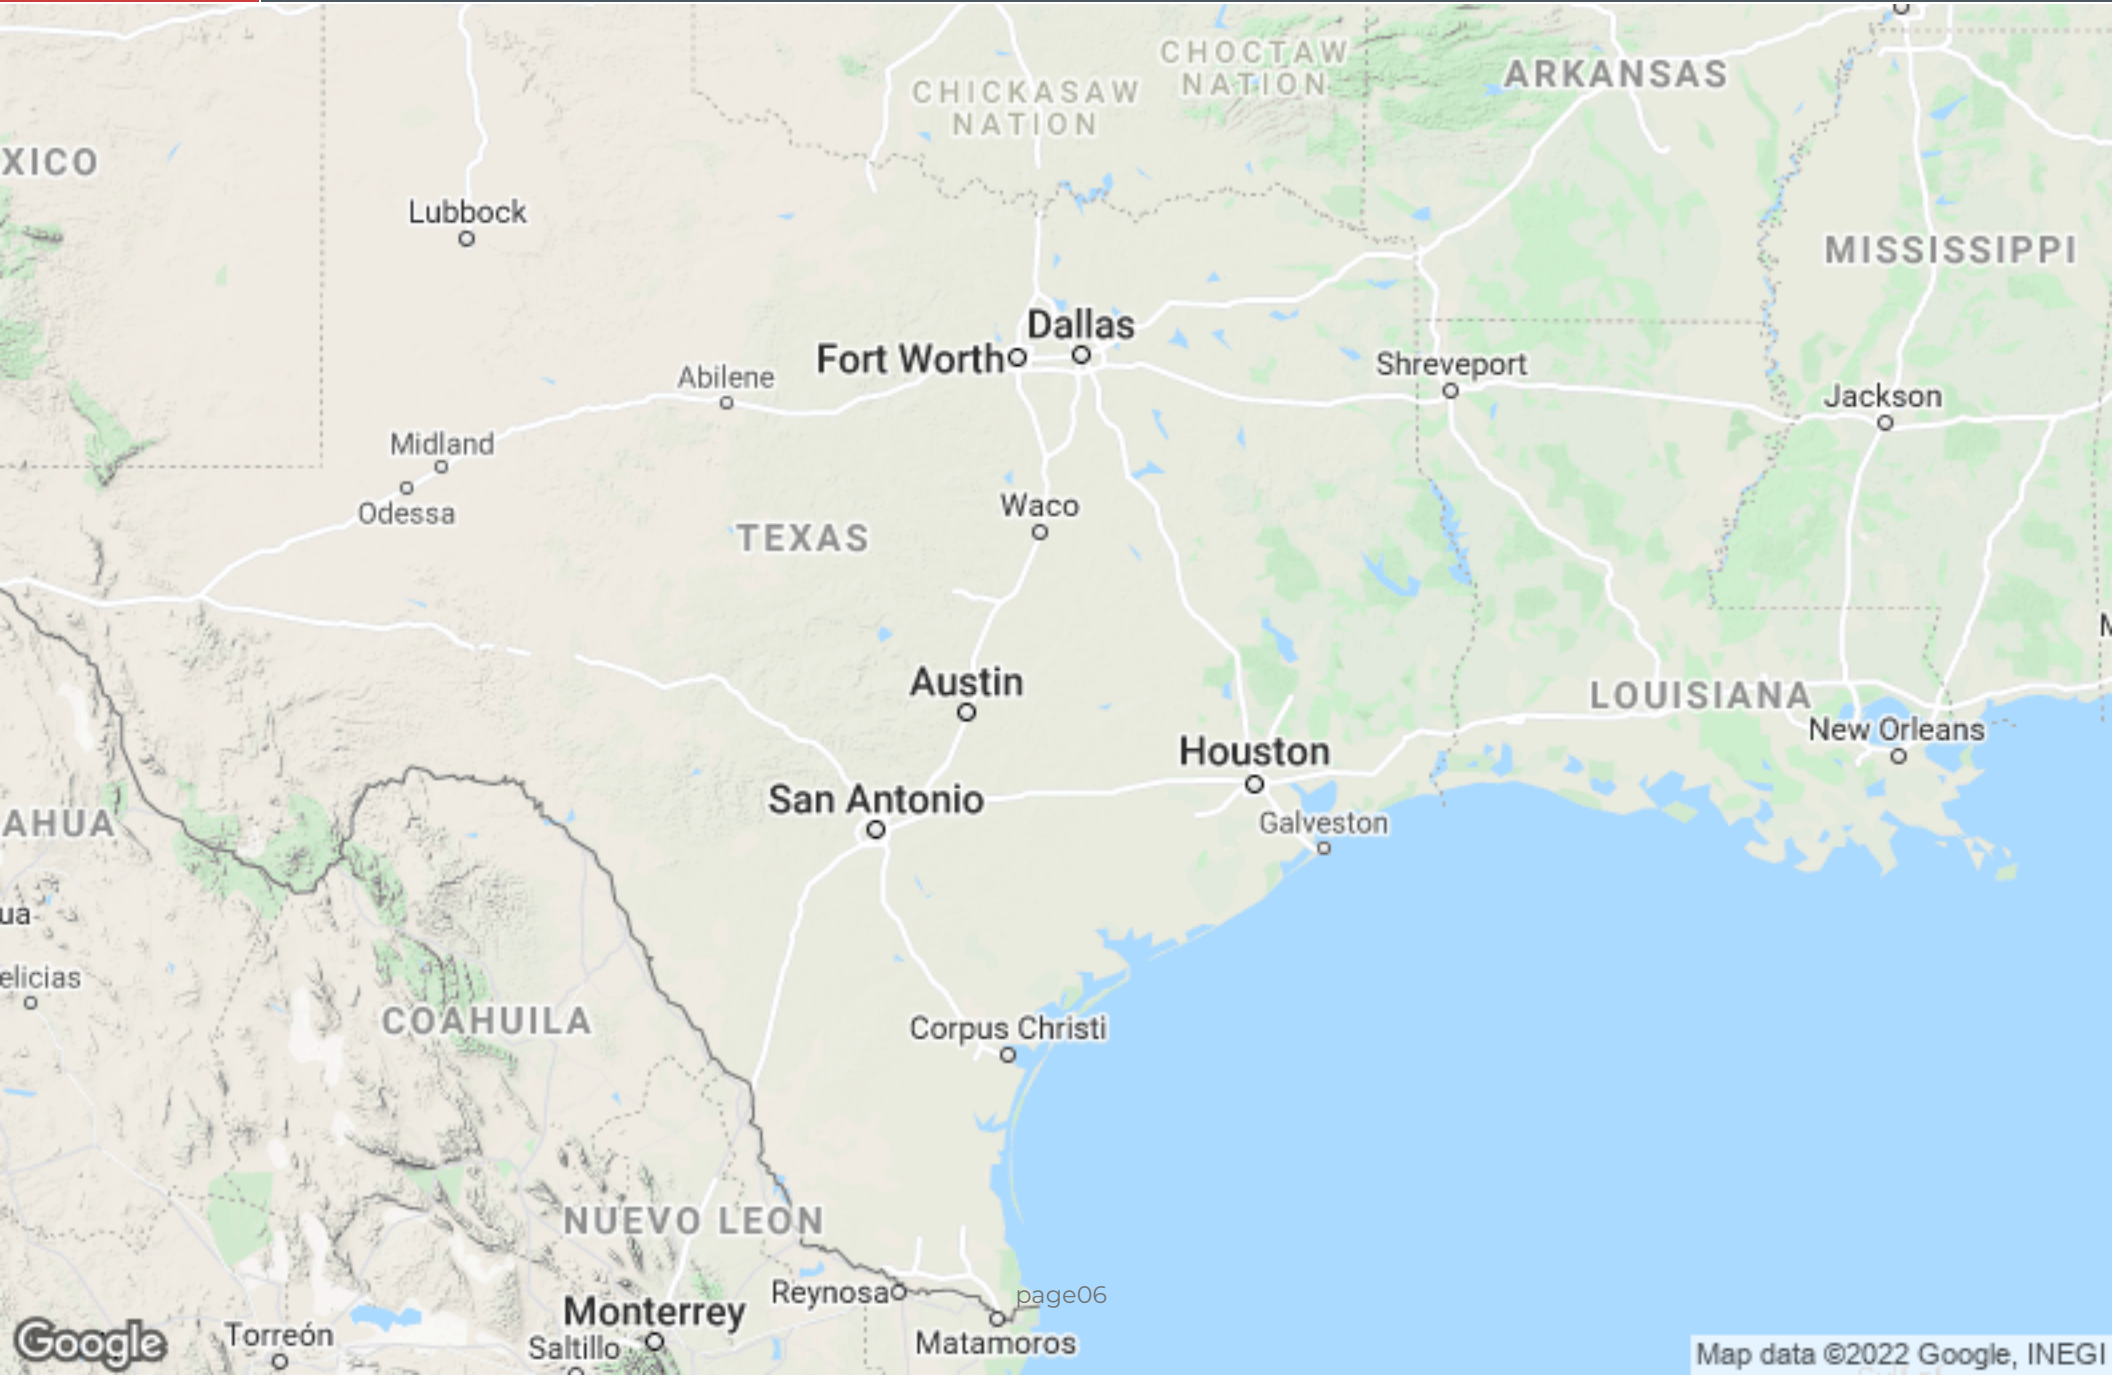 CHOCTAW
NATION
ARKANSAS
CHICKASAW
NATION
XICO
Lubbock
MISSISSIPPI
Dallas
Fort Worth
Shreveport
Abilene
Jackson
Midland
Odessa
Waco
TEXAS
Austin
LOUISIANA
New Orleans
Houston
San Antonio
Galveston
AHUA
ua
elicias
COAHUILA
Corpus Christi
NUEVO LEON
Reynosa
page06
Monterrey
Matamoros
Saltillo
Torreón
Google
Map data ©2022 Google, INEGI